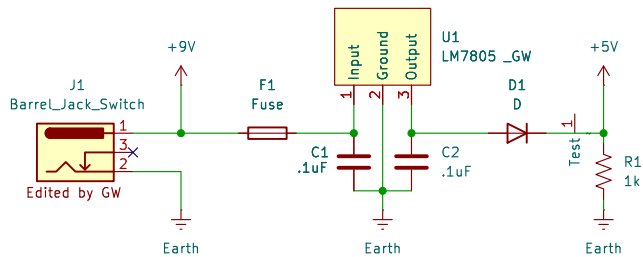 +9V
J1
Barrel_Jack_Switch
1
3
2
Edited by GW
Earth
F1
Fuse
U1
LM7805 _GW
Input
Ground
Output
1
2
3
C1
.1uF
C2
.1uF
Earth
D1
D
1
Test
+5V
R1
1k
Earth